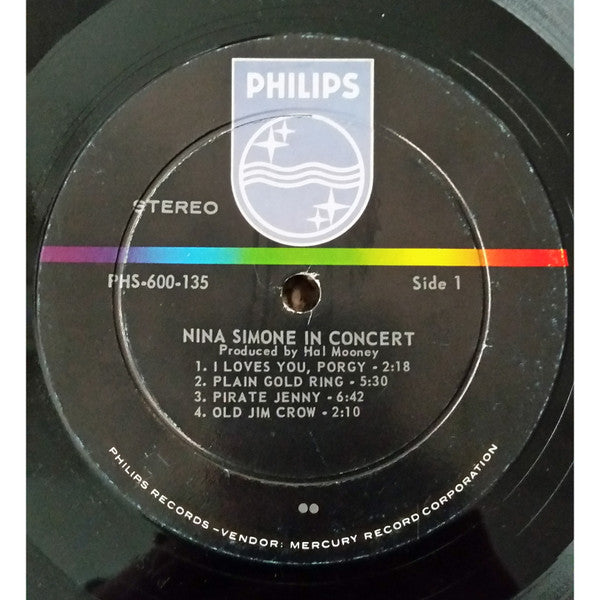 PHILIPS
STEREO
PHS-600-135
Side 1
NINA SIMONE IN CONCERT
Produced by Hal Mooney
1. I LOVES YOU, PORGY - 2:18
2. PLAIN GOLD RING - 5:30
3. PIRATE JENNY - 6:42
4. OLD JIM CROW - 2:10
PHILIPS RECORDS -VENDOR: MERCURY RECORD CORPORATION